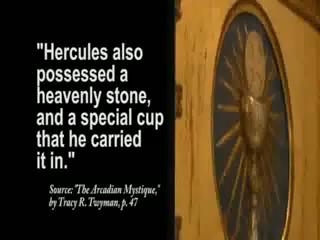 "Hercules also
possessed a
heavenly stone,
and a special cup
that he carried
it in."
Source: "The Arcadian Mystique,"
by Tracy R. Twyman, p. 47